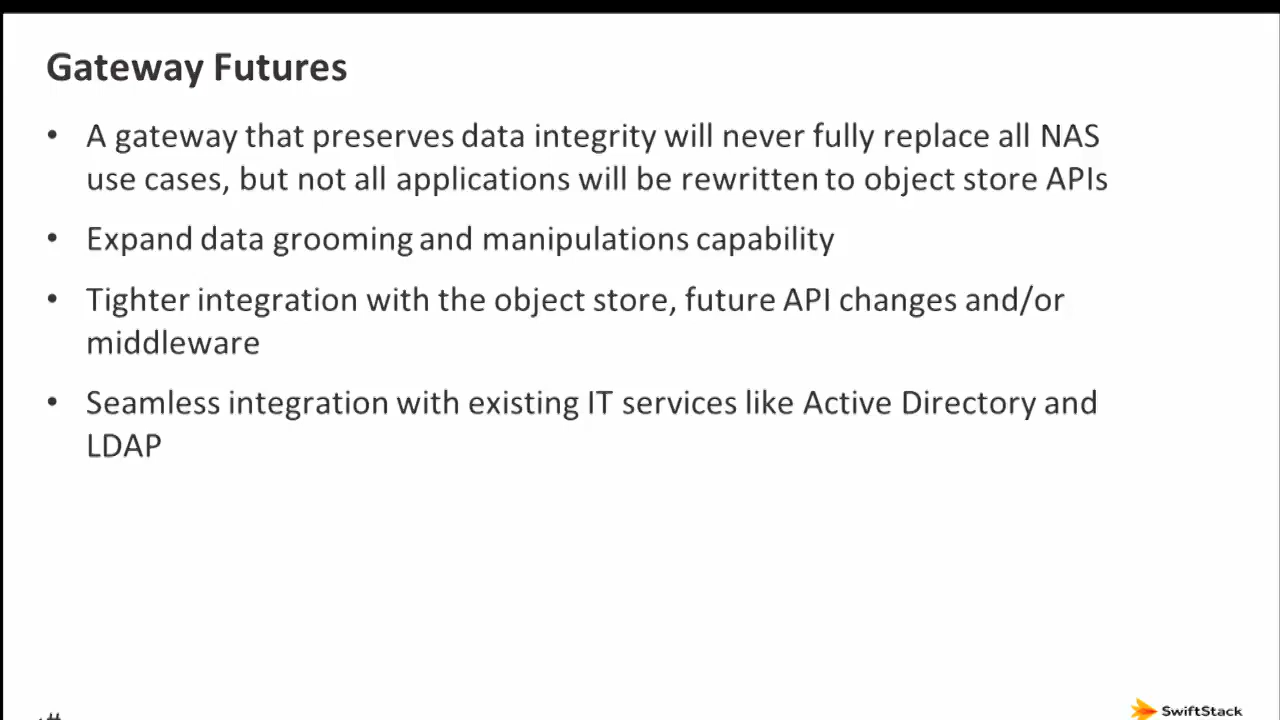 Gateway Futures
• A gateway that preserves data integrity will never fully replace all NAS
use cases, but not all applications will be rewritten to object store APIs
• Expand data grooming and manipulations capability
• Tighter integration with the object store, future API changes and/or
middleware
• Seamless integration with existing IT services like Active Directory and
LDAP
SwiftStack